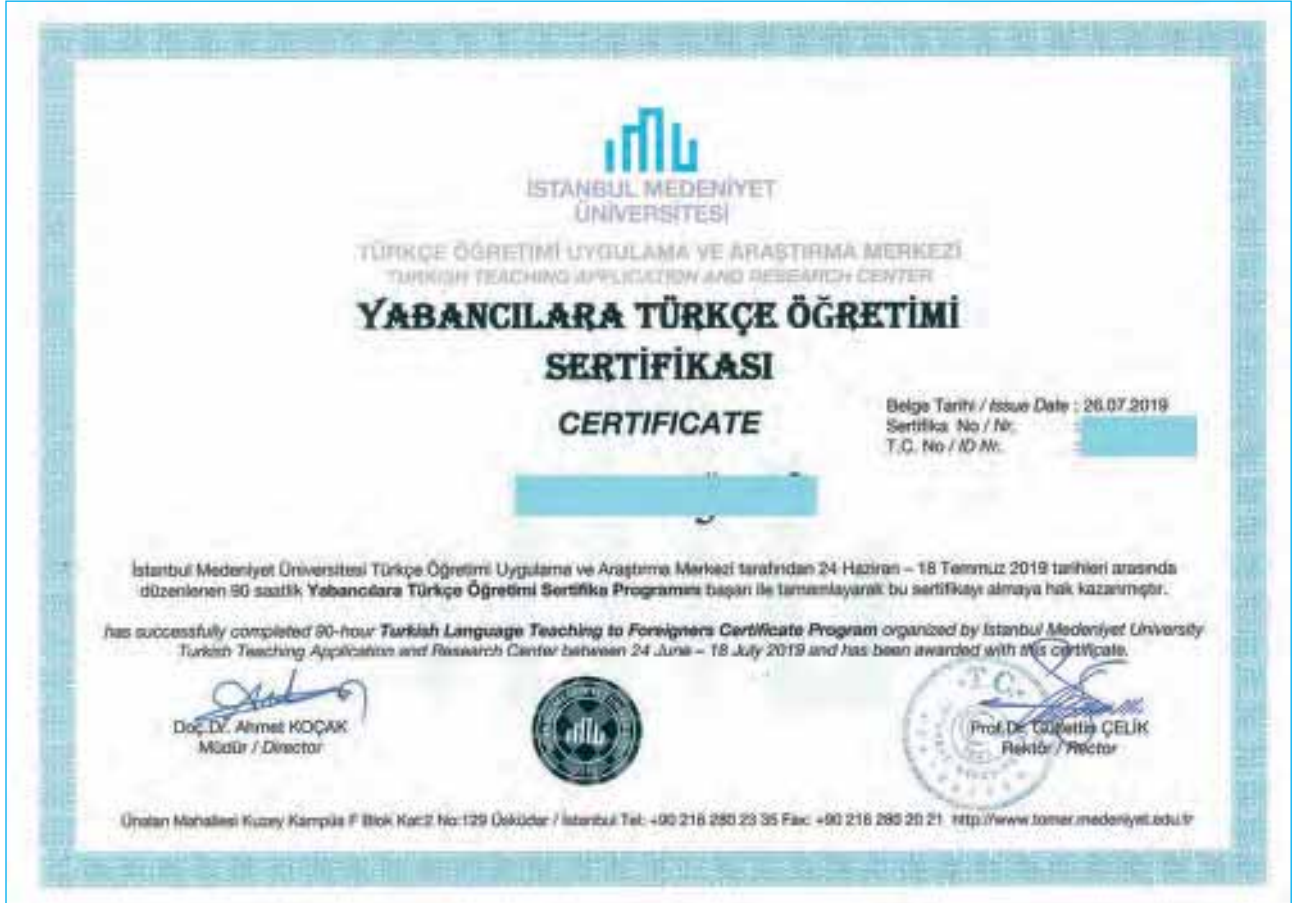 İSTANBUL MEDENİYET
ÜNİVERSİTESİ
TÜRKÇE ÖĞRETİMİ UYGULAMA VE ARAŞTIRMA MERKEZİ
TURKISH TEACHING APPLICATION AND RESEARCH CENTER
YABANCILARA TÜRKÇE ÖĞRETİMİ
SERTİFİKASI
CERTIFICATE
Belge Tarihi / Issue Date : 26.07.2019
Sertifika No / Nr.
T.C. No / ID Nr.
İstanbul Medeniyet Üniversitesi Türkçe Öğretimi Uygulama ve Araştırma Merkezi tarafından 24 Haziran – 18 Temmuz 2019 tarihleri arasında
düzenlenen 90 saatlik Yabancılara Türkçe Öğretimi Sertifika Programını başarı ile tamamlayarak bu sertifikayı almaya hak kazanmıştır.
has successfully completed 90-hour Turkish Language Teaching to Foreigners Certificate Program organized by Istanbul Medeniyet University
Turkish Teaching Application and Research Center between 24 June – 18 July 2019 and has been awarded with this certificate.
T.C.
Doç.Dr. Ahmet KOÇAK
Müdür / Director
Prof.Dr. ÇELİK
Rektör / Rector
Ünalan Mahallesi Kuzey Kampüs F Blok Kat:2 No:129 Üsküdar / İstanbul Tel: +90 216 280 23 35 Fax: +90 216 280 20 21 http://www.tomer.medeniyet.edu.tr